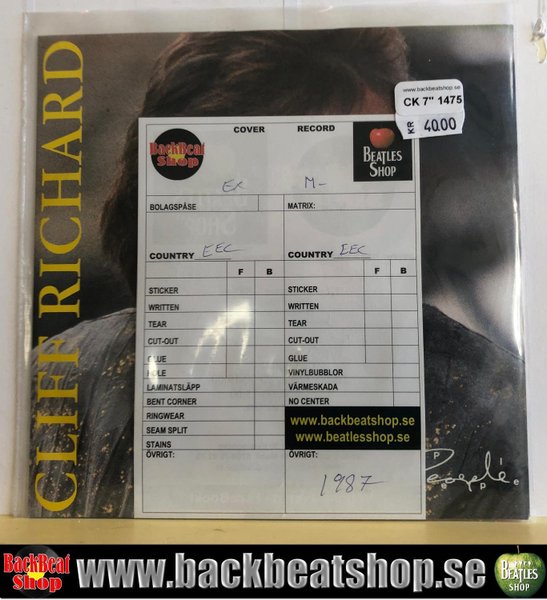 CLIFF RICHARD
www.backbeatshop.se
CK 7" 1475
KR 40.00
COVER RECORD
BackBeat Shop
BEATLES SHOP
EX M-
BOLAGSPÅSE MATRIX:
COUNTRY EEC COUNTRY EEC
F B F B
STICKER STICKER
WRITTEN WRITTEN
TEAR TEAR
CUT-OUT CUT-OUT
GLUE GLUE
HOLE VINYLBUBBLOR
LAMINATSLÄPP VÄRMESKADA
BENT CORNER NO CENTER
RINGWEAR www.backbeatshop.se
SEAM SPLIT www.beatlesshop.se
STAINS
ÖVRIGT: ÖVRIGT:
1987
People
BackBeat Shop www.backbeatshop.se BEATLES SHOP